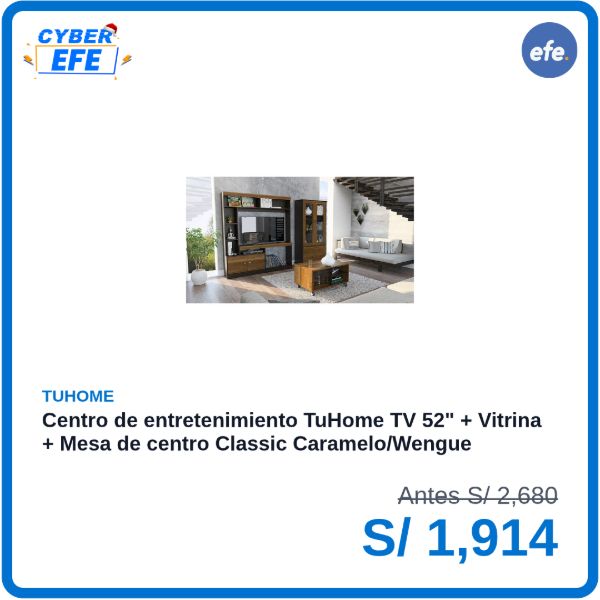 CYBER
EFE
efe.
TUHOME
Centro de entretenimiento TuHome TV 52" + Vitrina
+ Mesa de centro Classic Caramelo/Wengue
Antes S/ 2,680
S/ 1,914